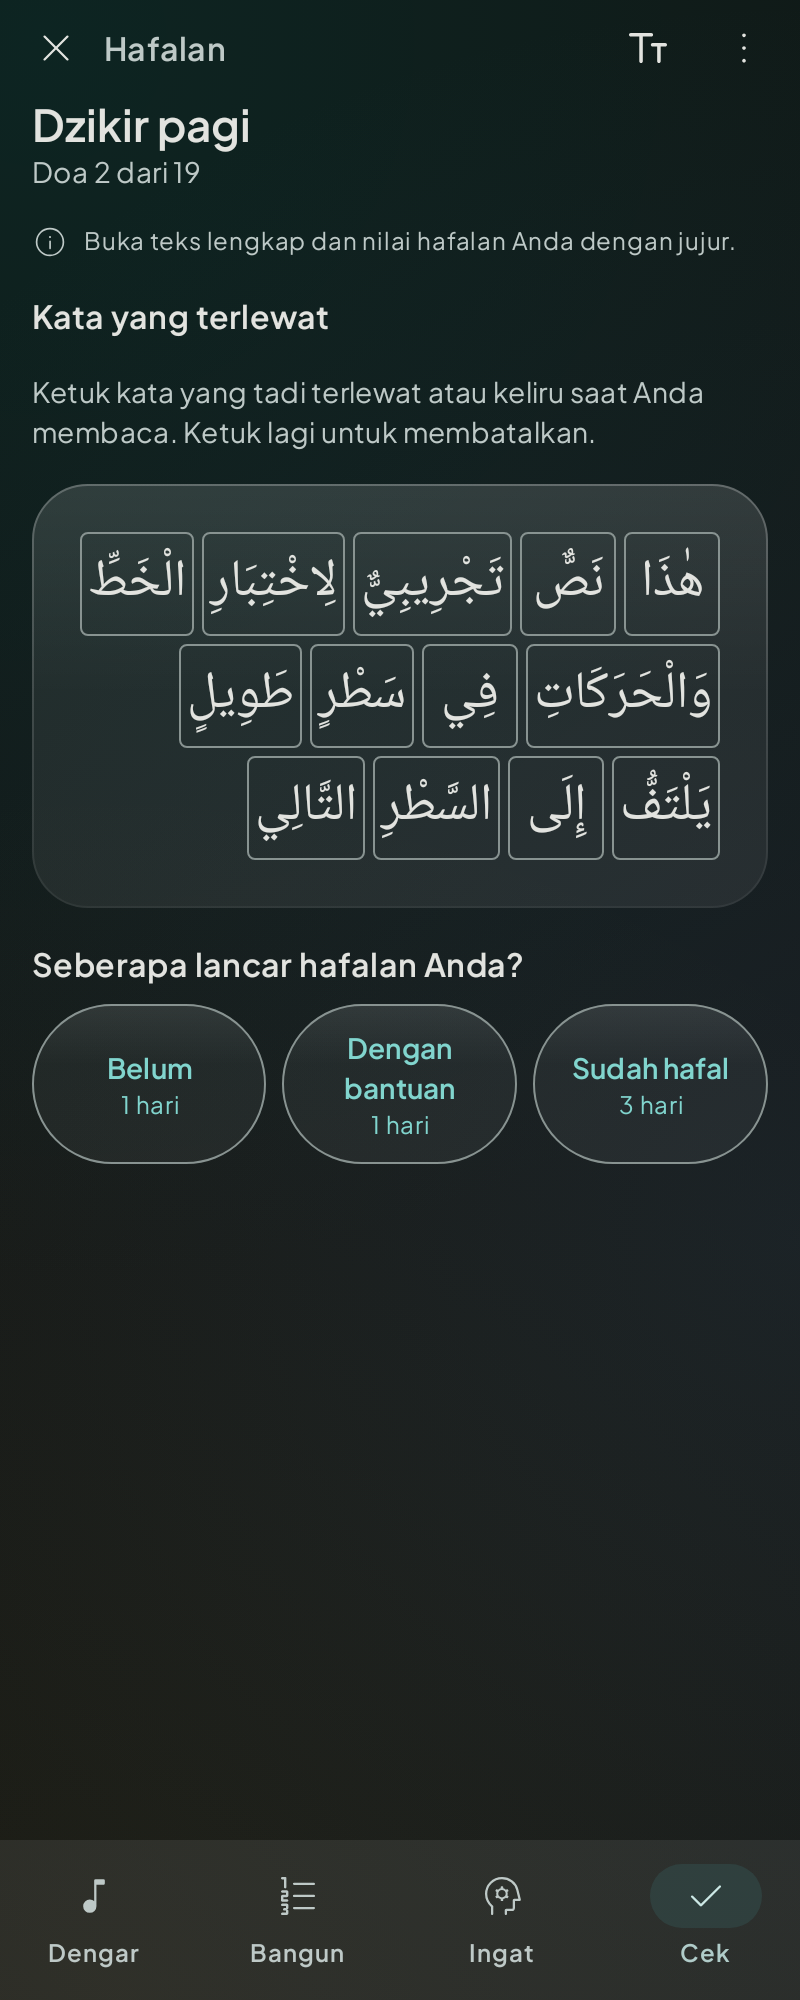 Hafalan
Dzikir pagi
Doa 2 dari 19
Buka teks lengkap dan nilai hafalan Anda dengan jujur.
Kata yang terlewat
Ketuk kata yang tadi terlewat atau keliru saat Anda
membaca. Ketuk lagi untuk membatalkan.
هٰذَا نَصٌّ تَجْرِيبِيٌّ لِاخْتِبَارِ الْخَطِّ
وَالْحَرَكَاتِ فِي سَطْرٍ طَوِيلٍ
يَلْتَفُّ إِلَى السَّطْرِ التَّالِي
Seberapa lancar hafalan Anda?
Belum
1 hari
Dengan
bantuan
1 hari
Sudah hafal
3 hari
Dengar
Bangun
Ingat
Cek